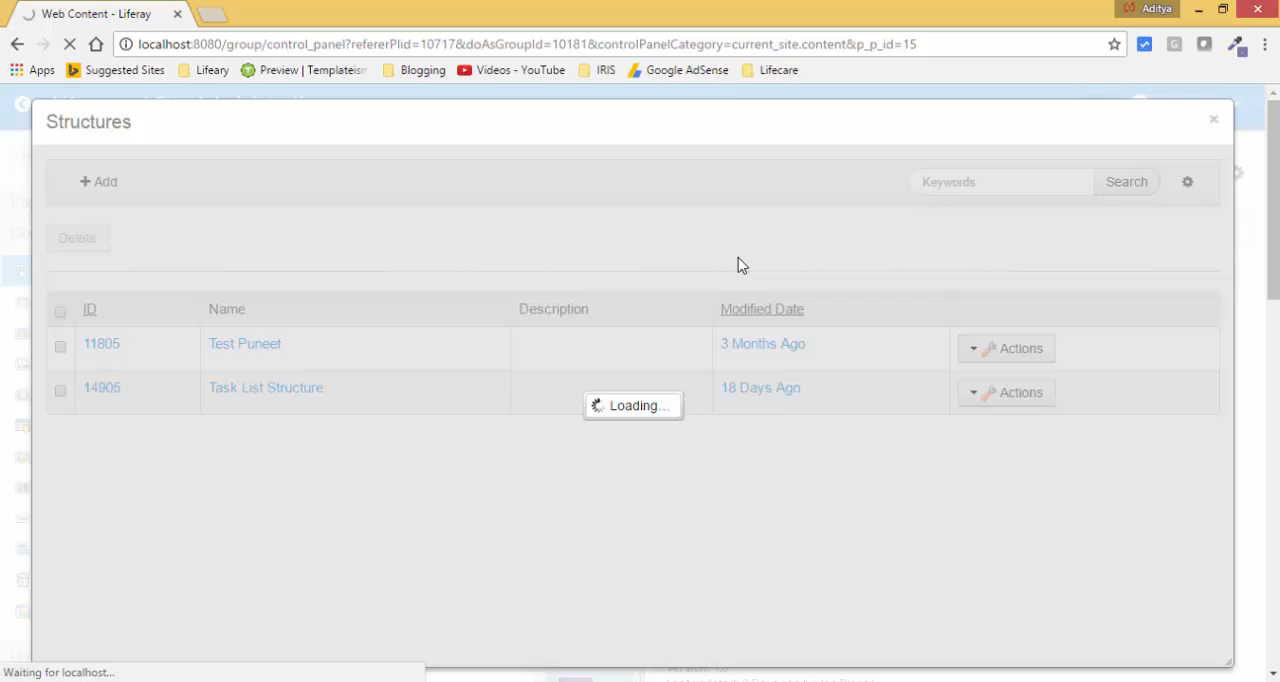 Web Content - Liferay
Aditya
localhost:8080/group/control_panel?refererPlid=10717&doAsGroupId=10181&controlPanelCategory=current_site.content&p_p_id=15
Apps Suggested Sites Lifeary Preview | Templateism Blogging Videos - YouTube IRIS Google AdSense Lifecare
Structures
Add
Keywords Search
Delete
ID Name Description Modified Date
11805 Test Puneet 3 Months Ago Actions
14905 Task List Structure 18 Days Ago Actions
Loading...
Waiting for localhost...